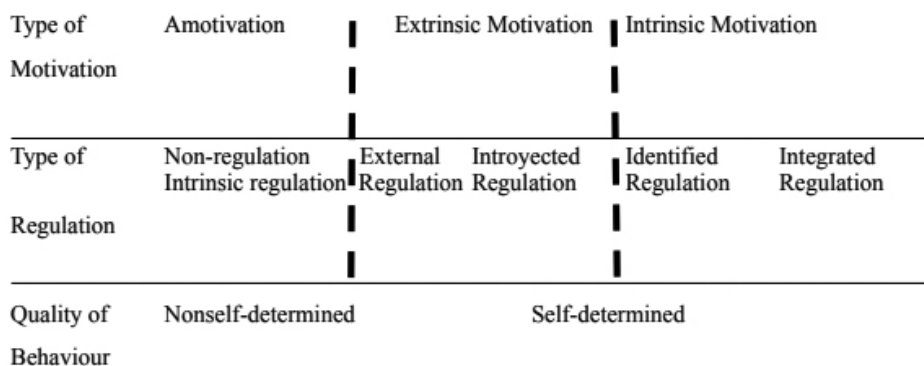 Type of Amotivation Extrinsic Motivation Intrinsic Motivation
Motivation
Type of Non-regulation External Introyected Identified Integrated
Intrinsic regulation Regulation Regulation Regulation Regulation
Regulation
Quality of Nonself-determined Self-determined
Behaviour